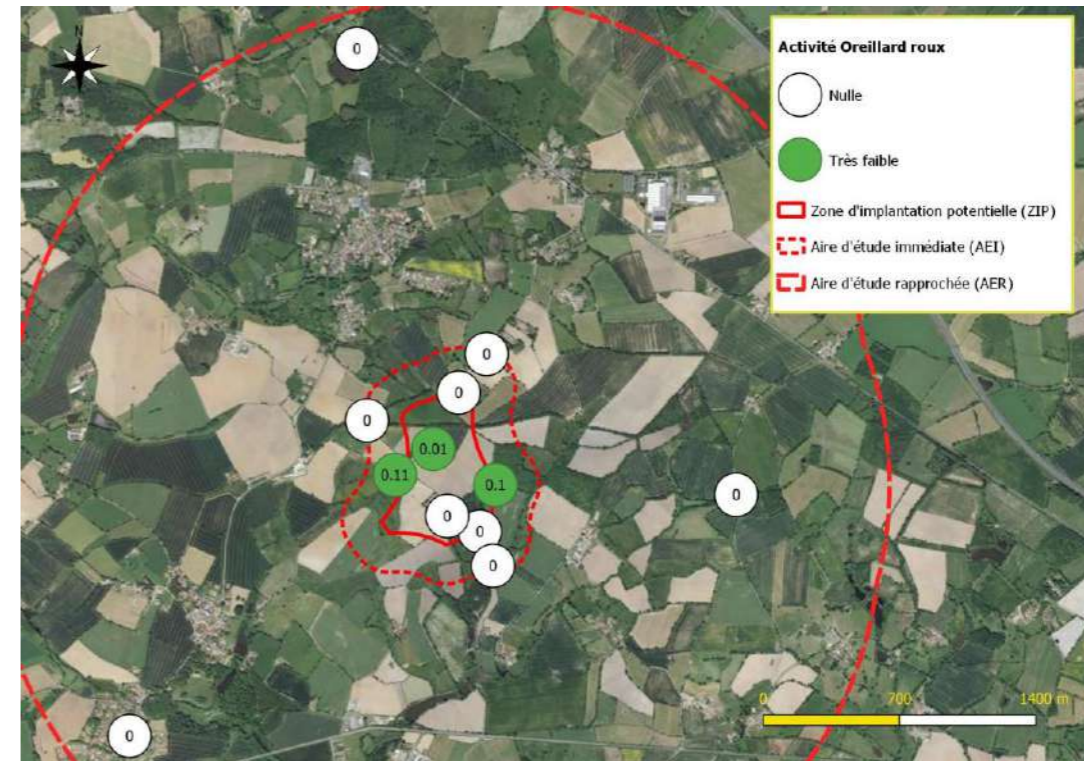 N
0
Activité Oreillard roux
Nulle
Très faible
Zone d'implantation potentielle (ZIP)
Aire d'étude immédiate (AEI)
Aire d'étude rapprochée (AER)
0
0
0
0.01
0.11
0.1
0
0
0
0
0
0 700 1400 m